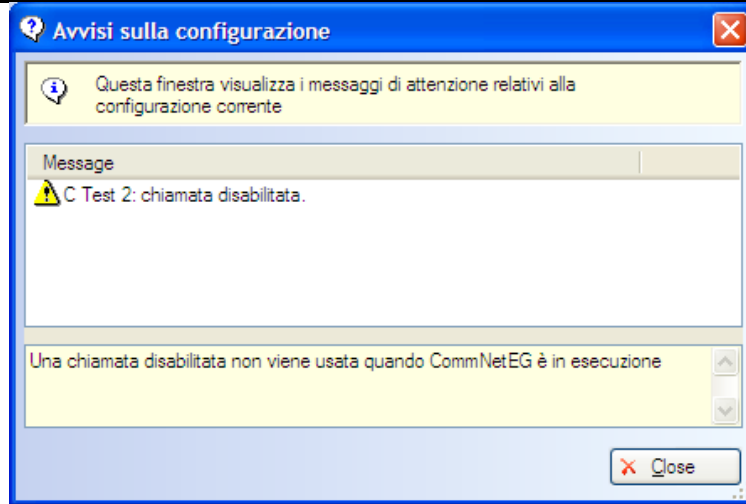 Avvisi sulla configurazione
Questa finestra visualizza i messaggi di attenzione relativi alla
configurazione corrente
Message
C Test 2: chiamata disabilitata.
Una chiamata disabilitata non viene usata quando CommNetEG è in esecuzione
Close